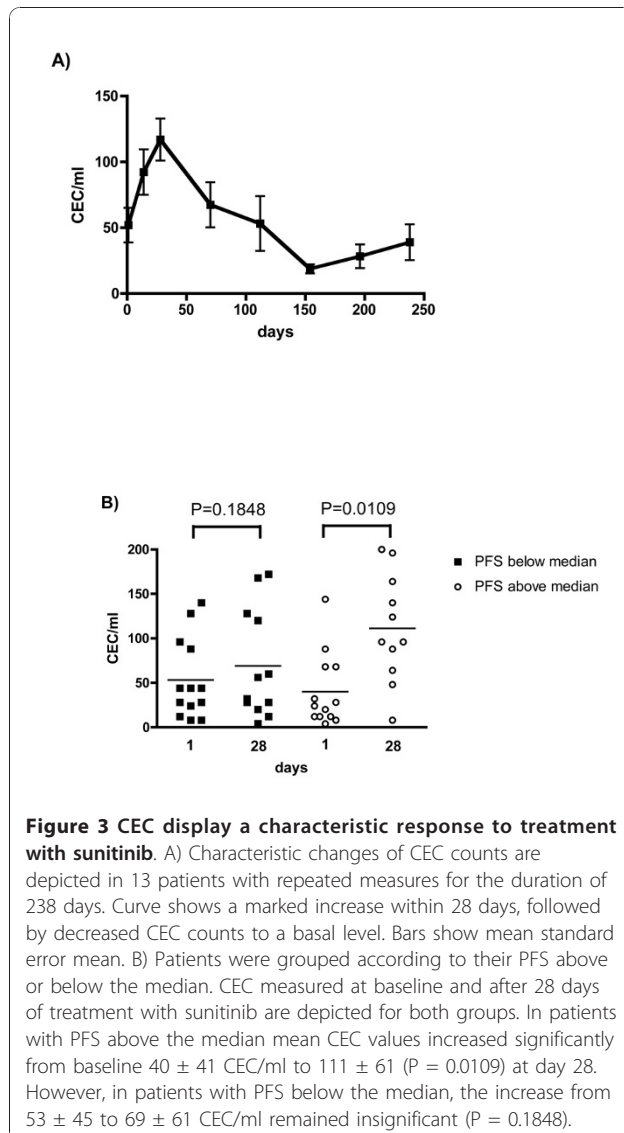 A)
150
100
50
0
CEC/ml
0 50 100 150 200 250
days
B)
P=0.1848 P=0.0109
200
150
100
50
0
CEC/ml
1 28 1 28
days
PFS below median
PFS above median
Figure 3 CEC display a characteristic response to treatment
with sunitinib. A) Characteristic changes of CEC counts are
depicted in 13 patients with repeated measures for the duration of
238 days. Curve shows a marked increase within 28 days, followed
by decreased CEC counts to a basal level. Bars show mean standard
error mean. B) Patients were grouped according to their PFS above
or below the median. CEC measured at baseline and after 28 days
of treatment with sunitinib are depicted for both groups. In patients
with PFS above the median mean CEC values increased significantly
from baseline 40 ± 41 CEC/ml to 111 ± 61 (P = 0.0109) at day 28.
However, in patients with PFS below the median, the increase from
53 ± 45 to 69 ± 61 CEC/ml remained insignificant (P = 0.1848).